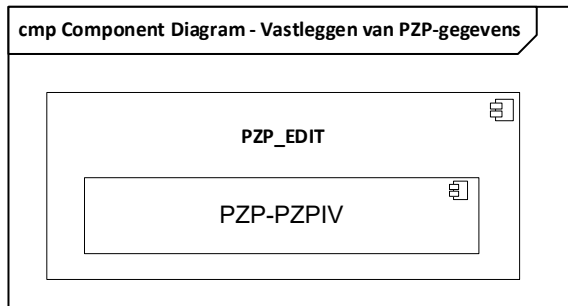 cmp Component Diagram - Vastleggen van PZP-gegevens
PZP_EDIT
PZP-PZPIV